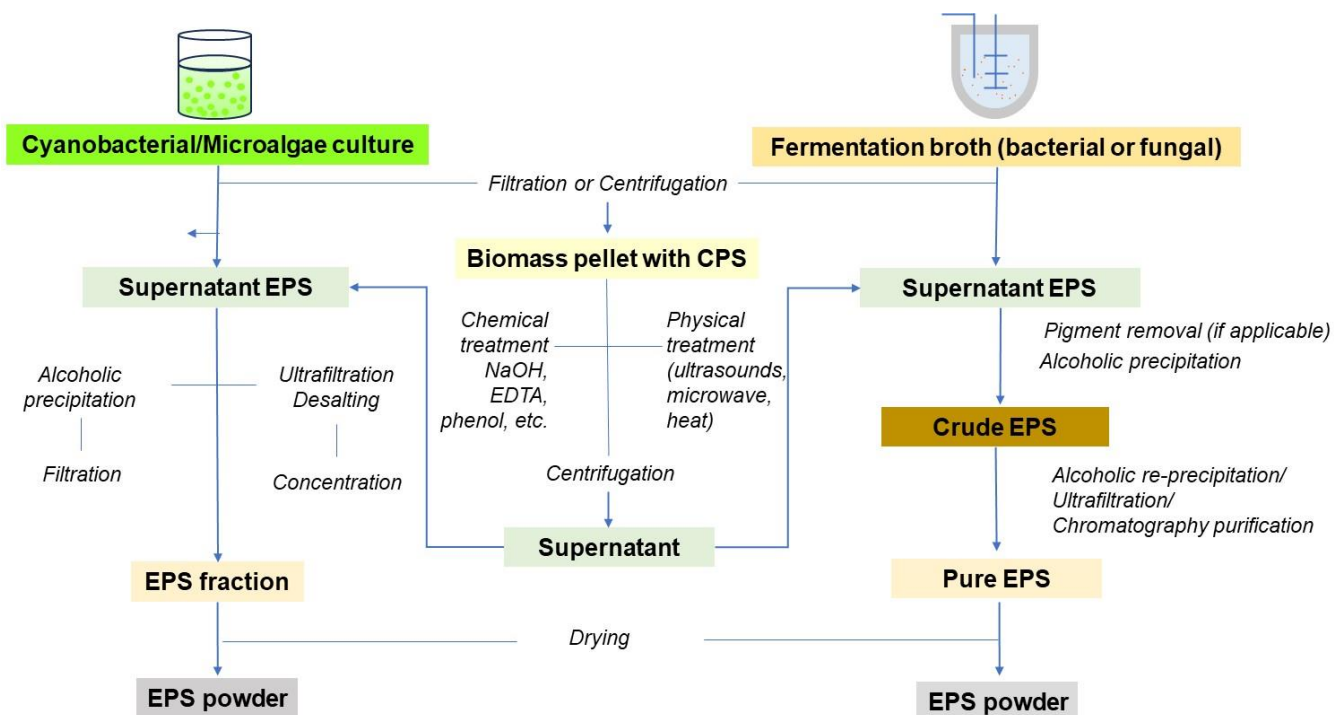 Cyanobacterial/Microalgae culture
Fermentation broth (bacterial or fungal)
Filtration or Centrifugation
Biomass pellet with CPS
Supernatant EPS
Supernatant EPS
Chemical
treatment
NaOH,
EDTA,
phenol, etc.
Physical
treatment
(ultrasounds,
microwave,
heat)
Pigment removal (if applicable)
Alcoholic precipitation
Alcoholic
precipitation
Ultrafiltration
Desalting
Crude EPS
Filtration
Concentration
Centrifugation
Alcoholic re-precipitation/
Ultrafiltration/
Chromatography purification
Supernatant
EPS fraction
Pure EPS
Drying
EPS powder
EPS powder